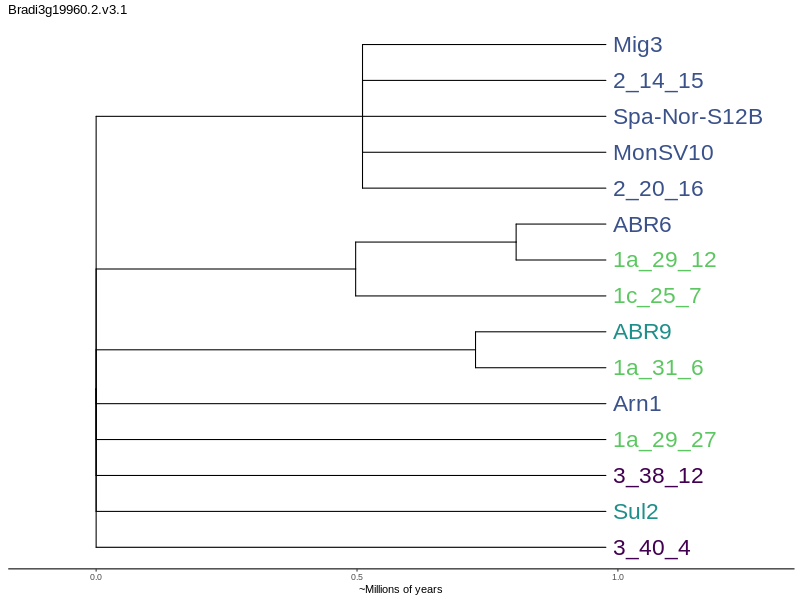 Bradi3g19960.2.v3.1
Mig3
2_14_15
Spa-Nor-S12B
MonSV10
2_20_16
ABR6
1a_29_12
1c_25_7
ABR9
1a_31_6
Arn1
1a_29_27
3_38_12
Sul2
3_40_4
0.0 0.5 1.0
~Millions of years